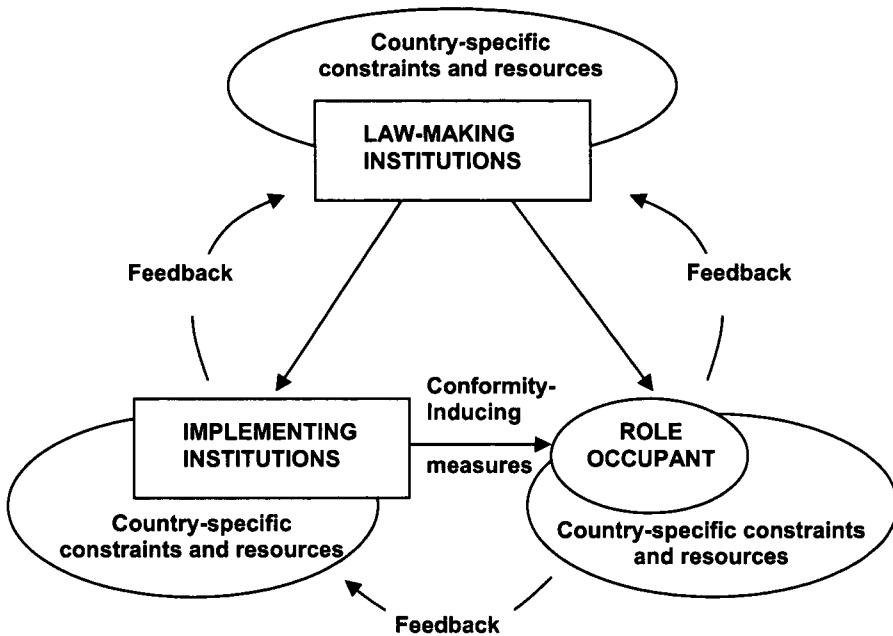 Country-specific
constraints and resources
LAW-MAKING
INSTITUTIONS
Feedback
Feedback
Conformity-
Inducing
measures
IMPLEMENTING
INSTITUTIONS
ROLE
OCCUPANT
Country-specific
constraints and resources
Country-specific constraints
and resources
Feedback